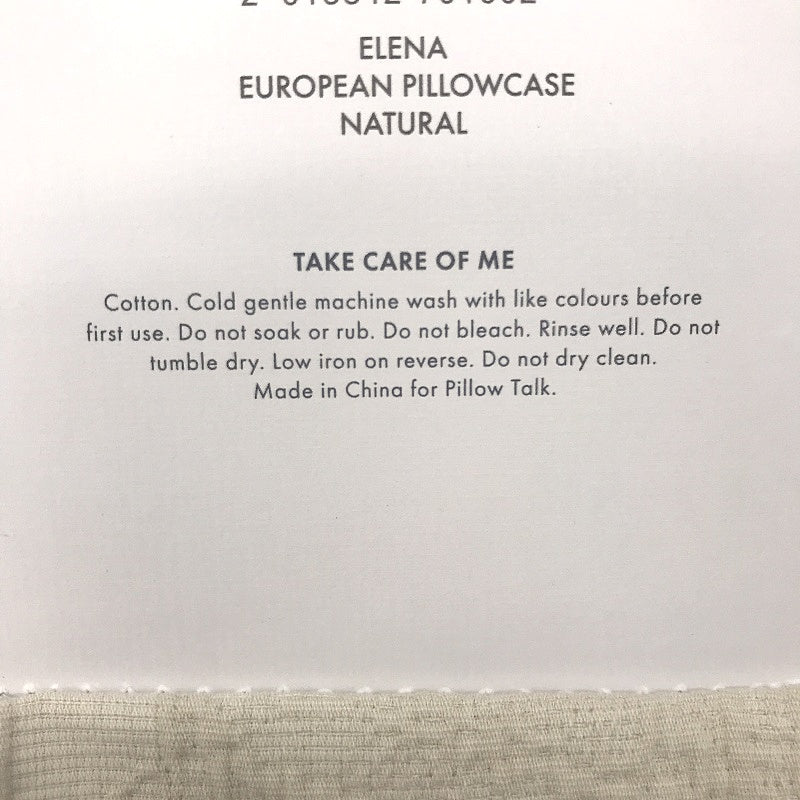 ELENA
EUROPEAN PILLOWCASE
NATURAL
TAKE CARE OF ME
Cotton. Cold gentle machine wash with like colours before
first use. Do not soak or rub. Do not bleach. Rinse well. Do not
tumble dry. Low iron on reverse. Do not dry clean.
Made in China for Pillow Talk.